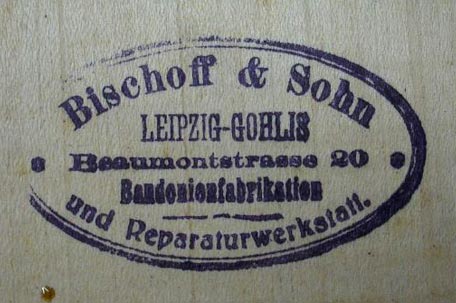 Bischoff & Sohn
LEIPZIG-GOHLIS
Beaumontstrasse 20
Bandonionfabrikation
und Reparaturwerkstatt.